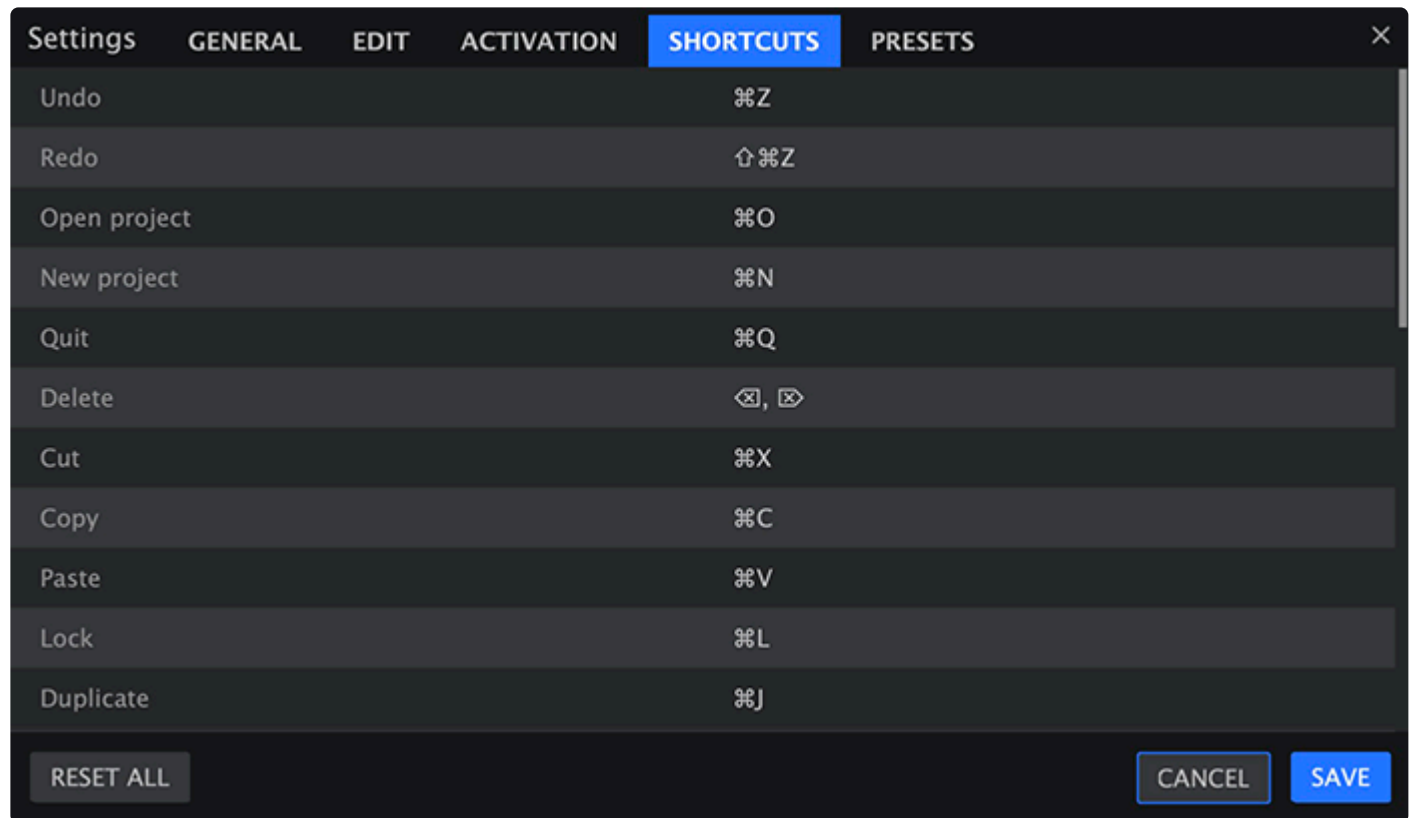 Settings GENERAL EDIT ACTIVATION SHORTCUTS PRESETS ×
Undo ⌘Z
Redo ⇧⌘Z
Open project ⌘O
New project ⌘N
Quit ⌘Q
Delete ⌫, ⌦
Cut ⌘X
Copy ⌘C
Paste ⌘V
Lock ⌘L
Duplicate ⌘J
RESET ALL CANCEL SAVE